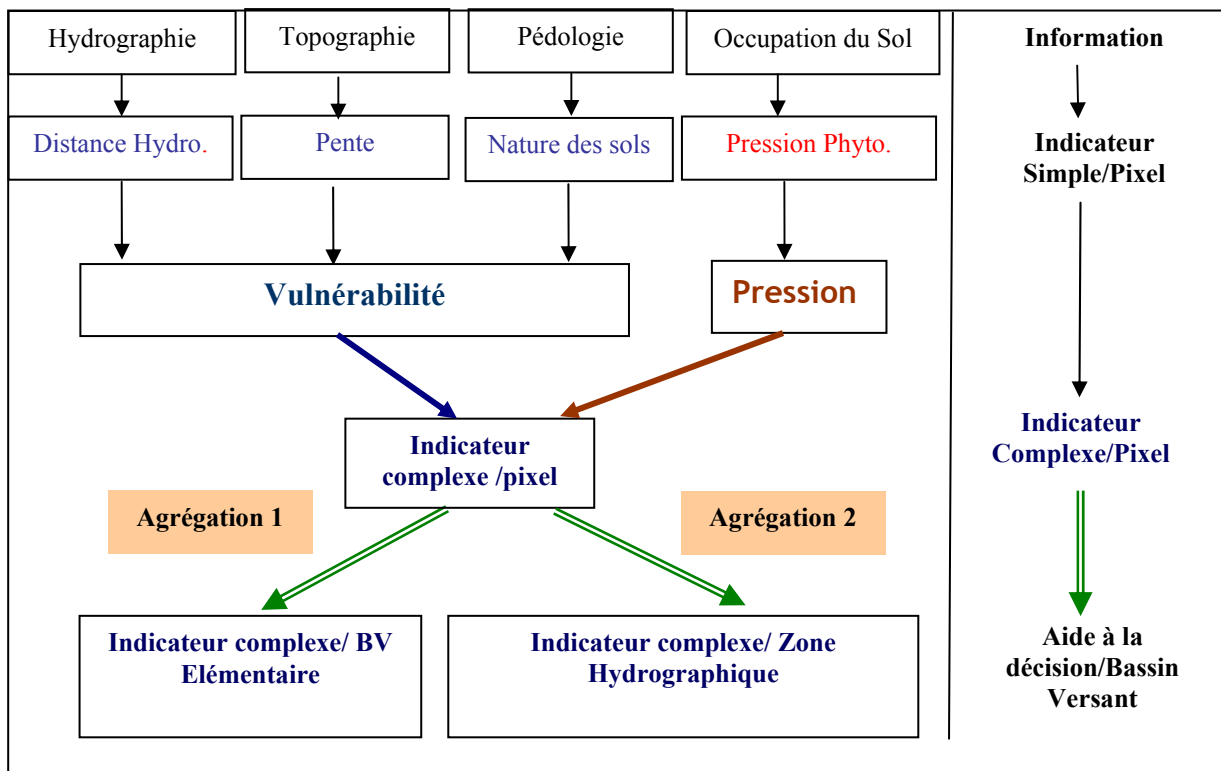 Hydrographie
Topographie
Pédologie
Occupation du Sol
Information
Distance Hydro.
Pente
Nature des sols
Pression Phyto.
Indicateur
Simple/Pixel
Vulnérabilité
Pression
Indicateur
complexe /pixel
Indicateur
Complexe/Pixel
Agrégation 1
Agrégation 2
Indicateur complexe/ BV
Elémentaire
Indicateur complexe/ Zone
Hydrographique
Aide à la
décision/Bassin
Versant